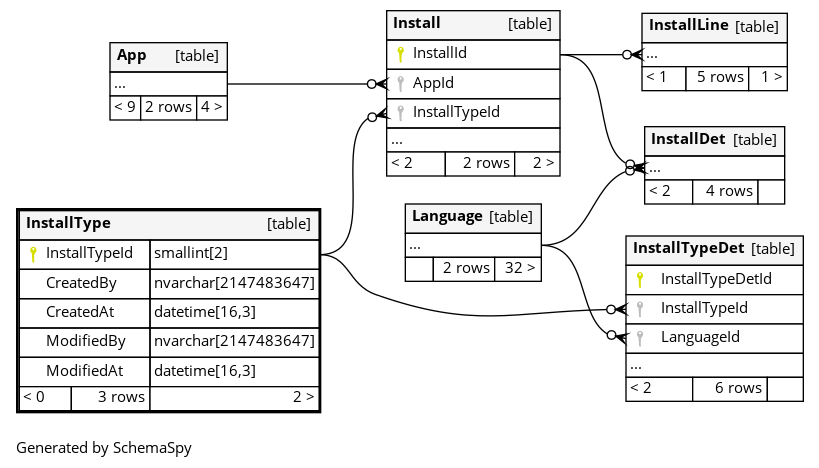 App [table]
...
< 9 2 rows 4 >
Install [table]
InstallId
AppId
InstallTypeId
...
< 2 2 rows 2 >
InstallLine [table]
...
< 1 5 rows 1 >
InstallDet [table]
...
< 2 4 rows
Language [table]
...
2 rows 32 >
InstallType [table]
InstallTypeId smallint[2]
CreatedBy nvarchar[2147483647]
CreatedAt datetime[16,3]
ModifiedBy nvarchar[2147483647]
ModifiedAt datetime[16,3]
< 0 3 rows 2 >
InstallTypeDet [table]
InstallTypeDetId
InstallTypeId
LanguageId
...
< 2 6 rows
Generated by SchemaSpy